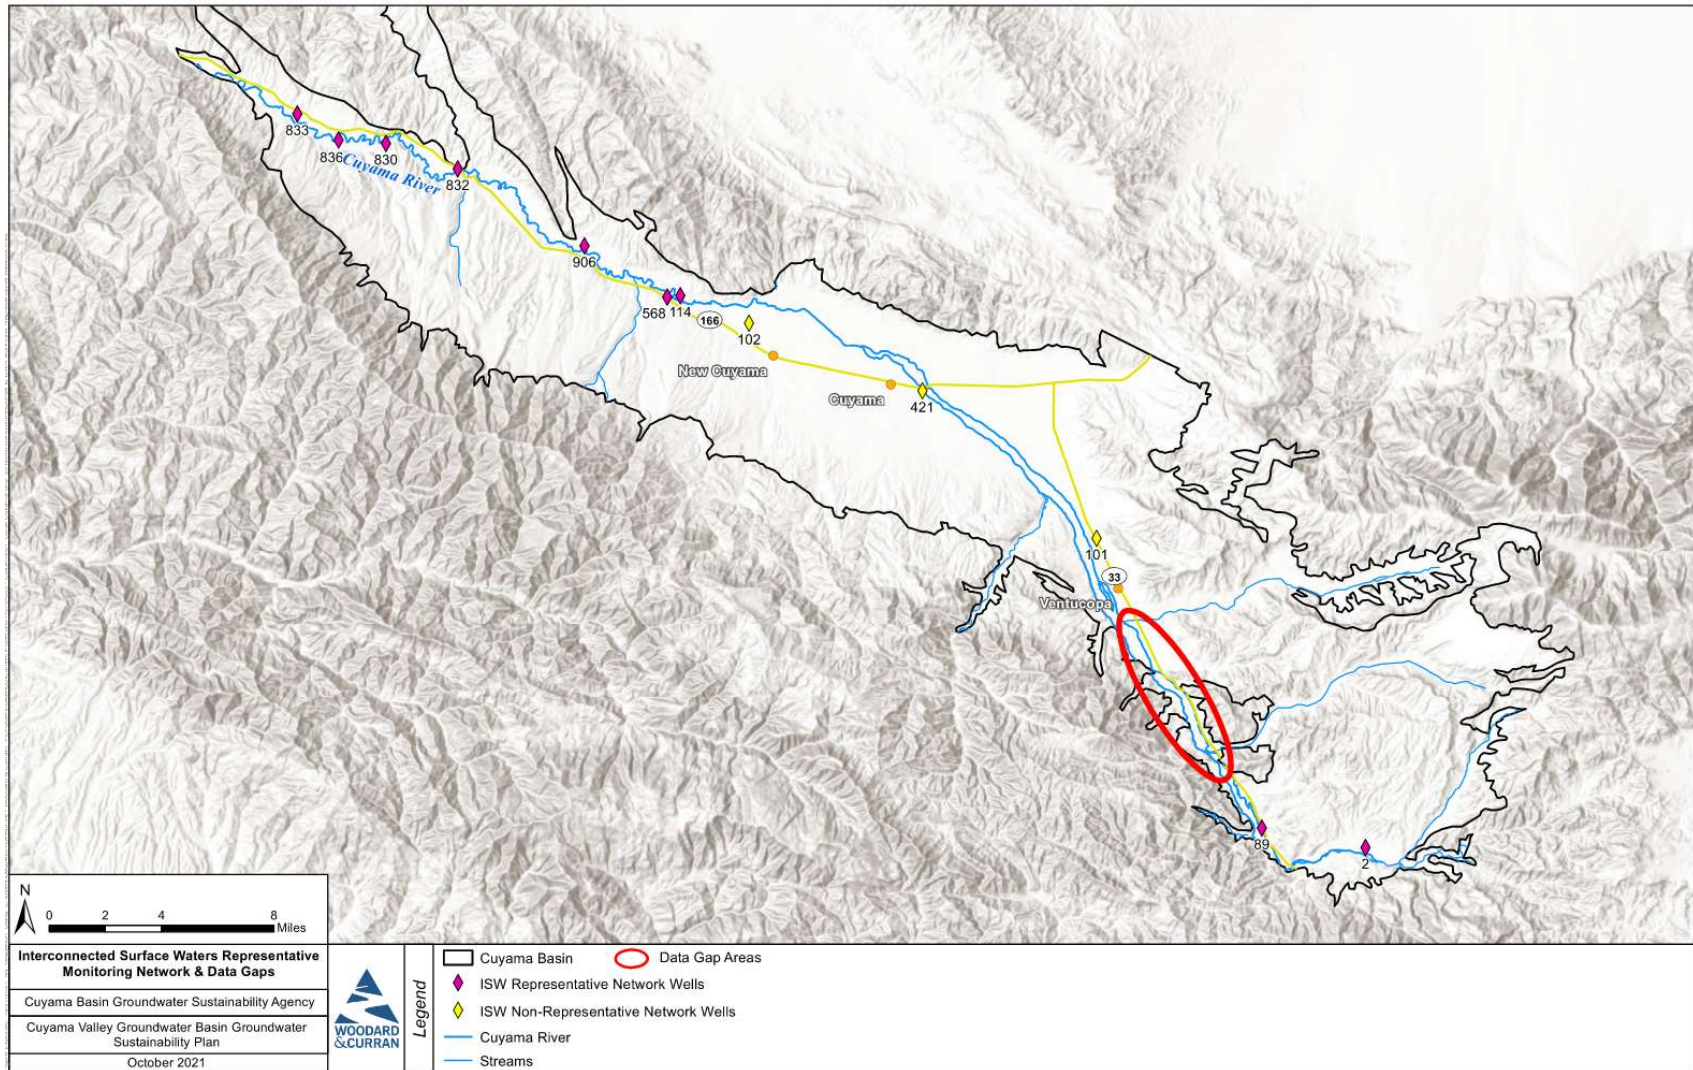 833
836
830
Cuyama River
832
906
568
114
166
102
New Cuyama
Cuyama
421
101
33
Ventucopa
89
2
N
0 2 4 8
Miles
Interconnected Surface Waters Representative
Monitoring Network & Data Gaps
Cuyama Basin Groundwater Sustainability Agency
Cuyama Valley Groundwater Basin Groundwater
Sustainability Plan
October 2021
WOODARD
&CURRAN
Legend
Cuyama Basin
Data Gap Areas
ISW Representative Network Wells
ISW Non-Representative Network Wells
Cuyama River
Streams